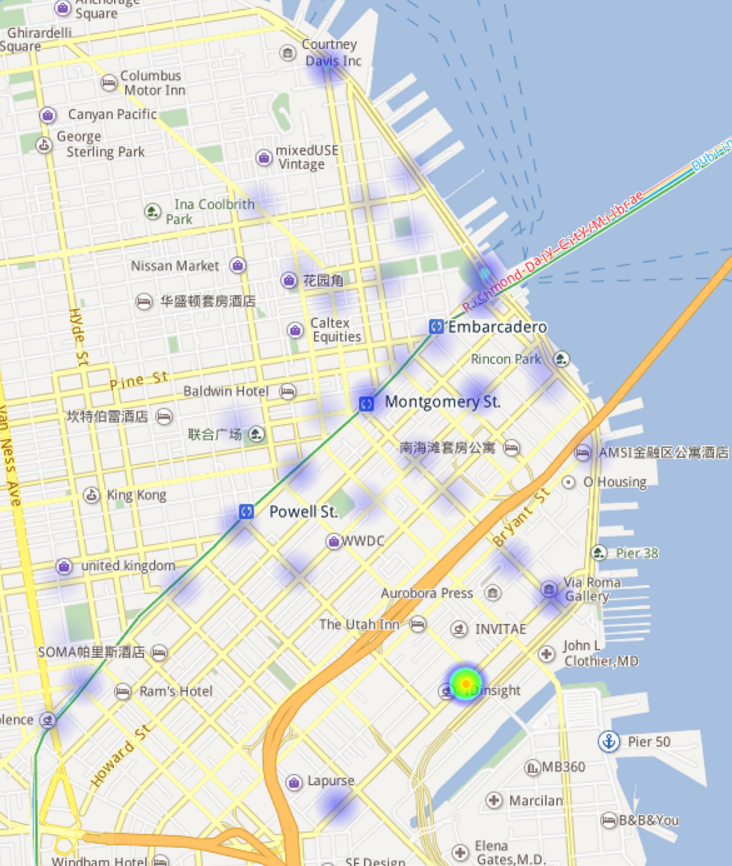 Anchorage
Square
Ghirardelli
Square
Courtney
Davis Inc
Columbus
Motor Inn
Canyan Pacific
George
Sterling Park
mixedUSE
Vintage
Ina Coolbrith
Park
Nissan Market
花园角
华盛顿套房酒店
Caltex
Equities
Richmond-Daly-City/Millbrae
Dublin
Embarcadero
Rincon Park
Hyde St
Pine St
Baldwin Hotel
Montgomery St.
坎特伯雷酒店
联合广场
南海滩套房公寓
AMSI金融区公寓酒店
Van Ness Ave
King Kong
O Housing
Powell St.
Bryant St
WWDC
Pier 38
united kingdom
Aurobora Press
Via Roma
Gallery
The Utah Inn
INVITAE
SOMA帕里斯酒店
John L
Clothier,MD
Ram's Hotel
IDinsight
olence
Howard St
Pier 50
Lapurse
MB360
Marcilan
B&B&You
Elena
Gates,M.D.
Windham Hotel
SF Design